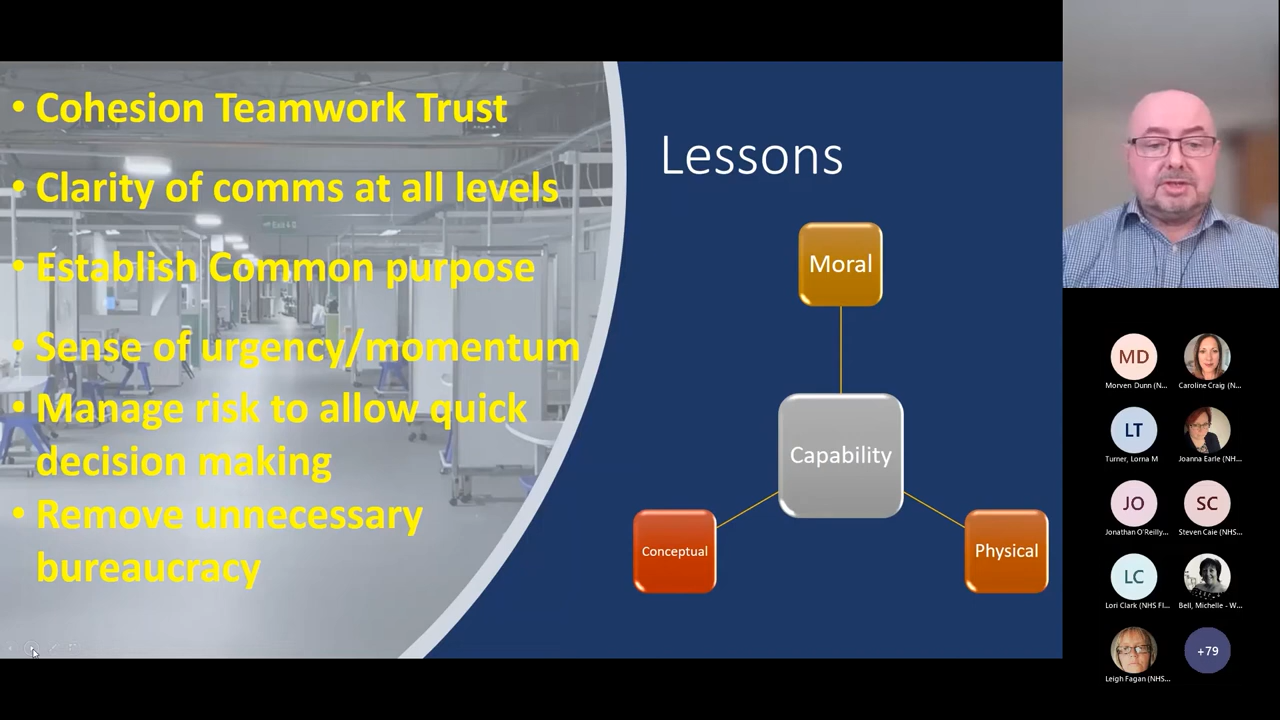 • Cohesion Teamwork Trust
• Clarity of comms at all levels
• Establish Common purpose
• Sense of urgency/momentum
• Manage risk to allow quick
decision making
• Remove unnecessary
bureaucracy
Lessons
Moral
Capability
Conceptual
Physical
MD
Morven Dunn (N...
Caroline Craig (N...
LT
Turner, Lorna M
Joanna Earle (NH...
JO
Jonathan O'Reilly...
SC
Steven Caie (NHS...
LC
Lori Clark (NHS Fl...
Bell, Michelle - W...
Leigh Fagan (NHS...
+79